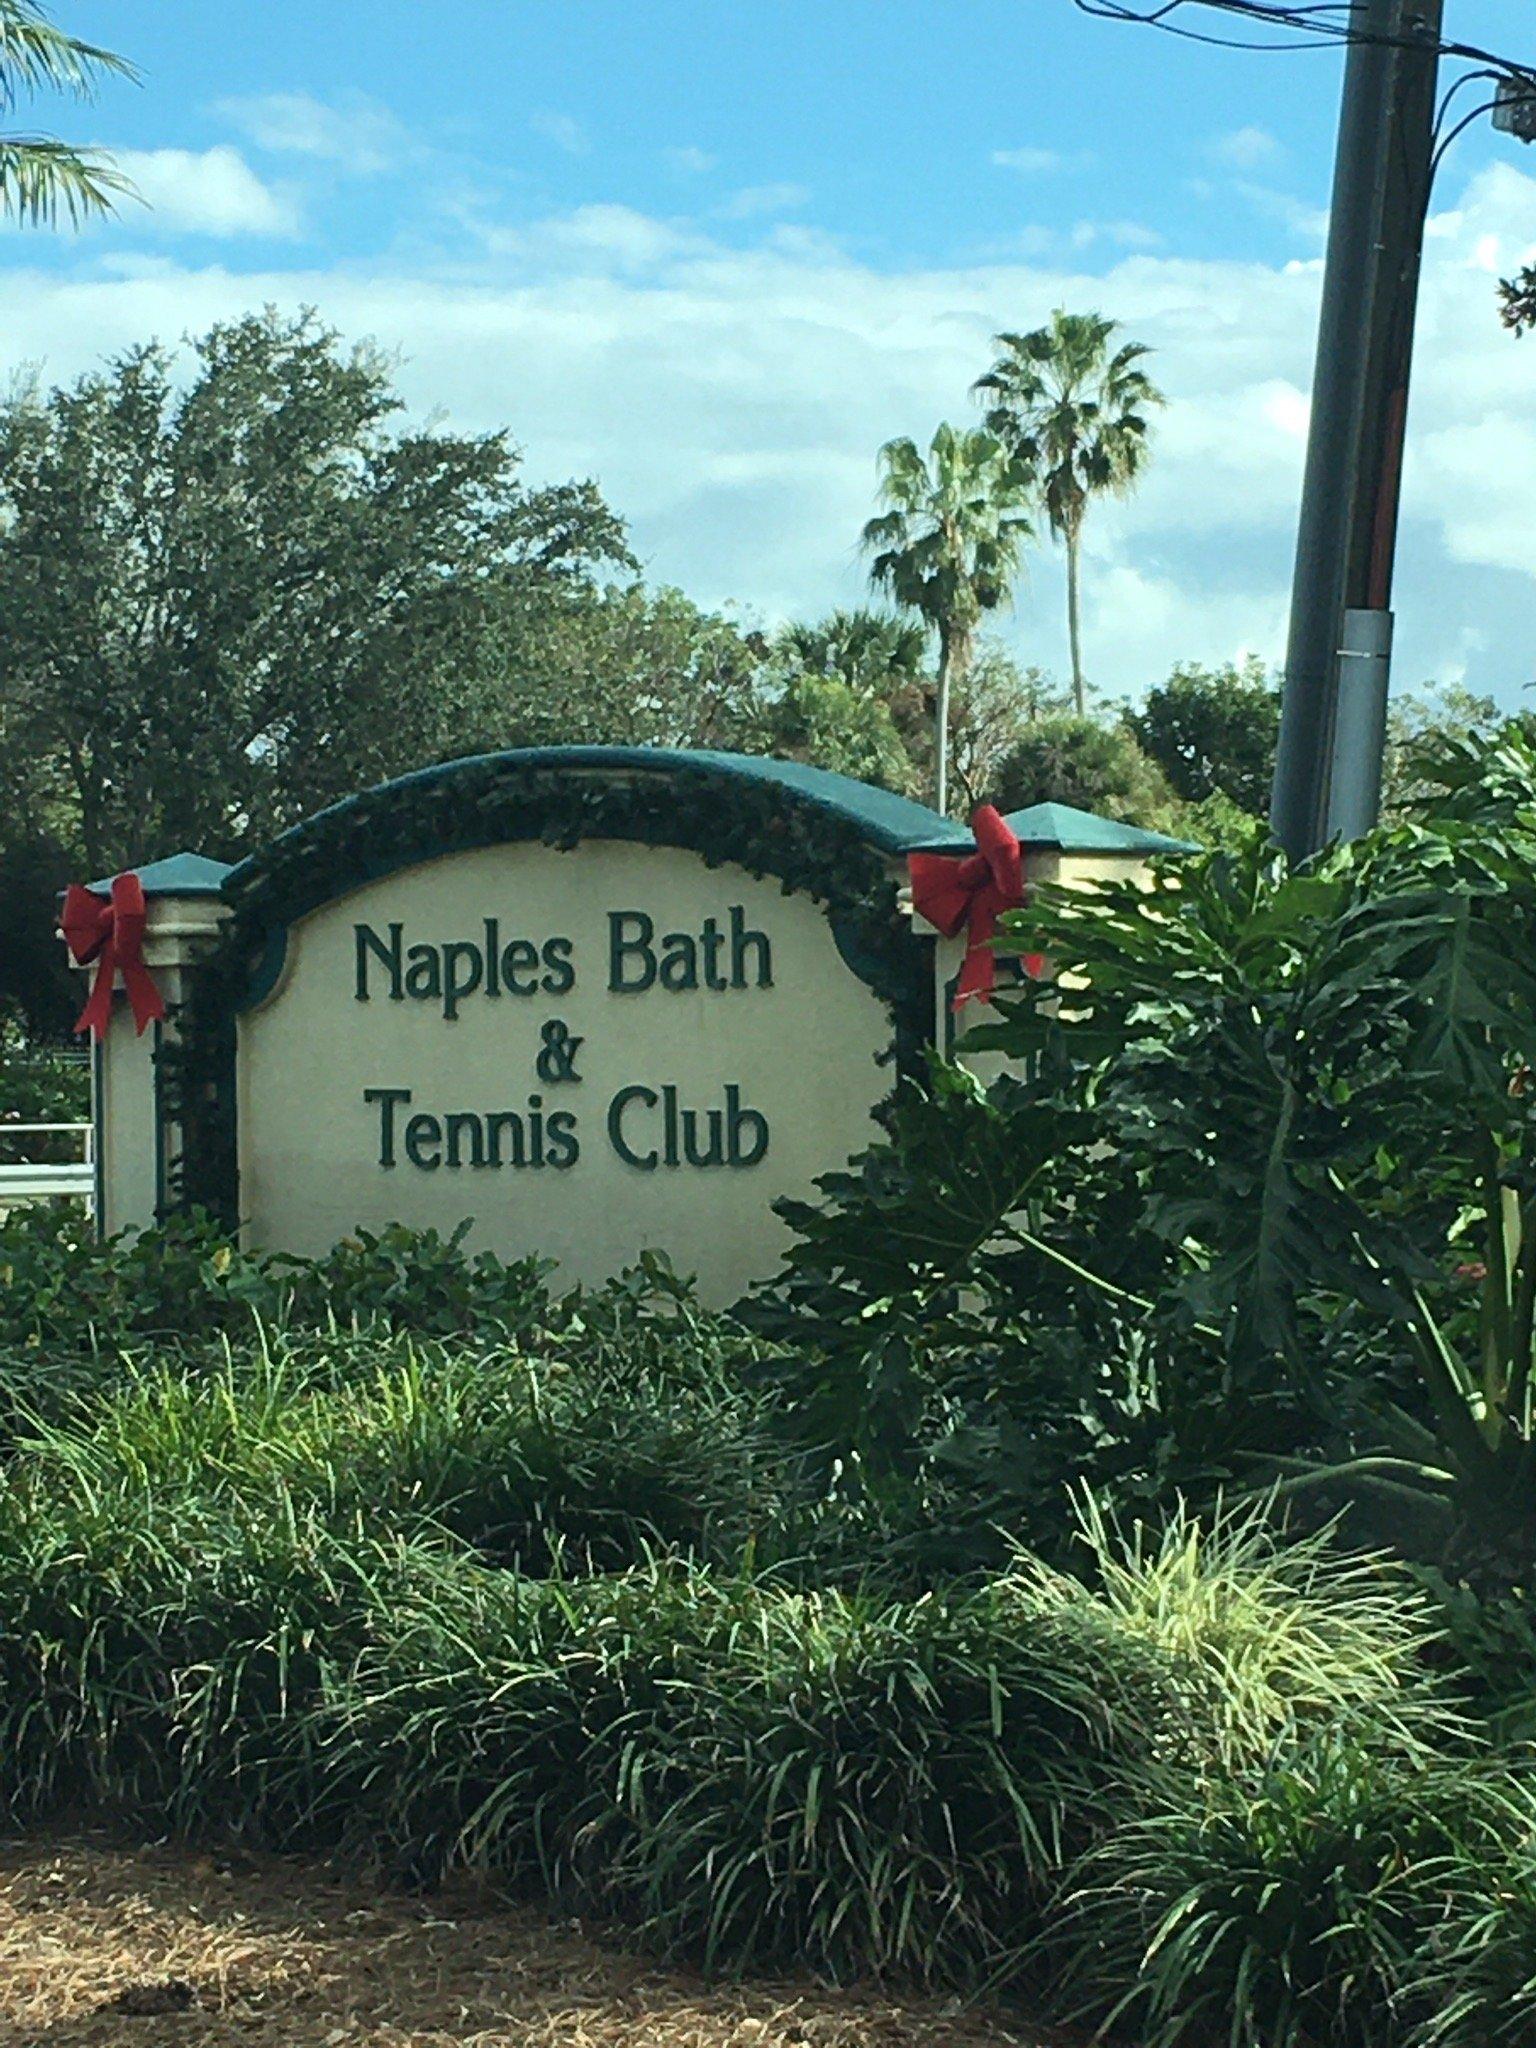 Naples Bath
&
Tennis Club